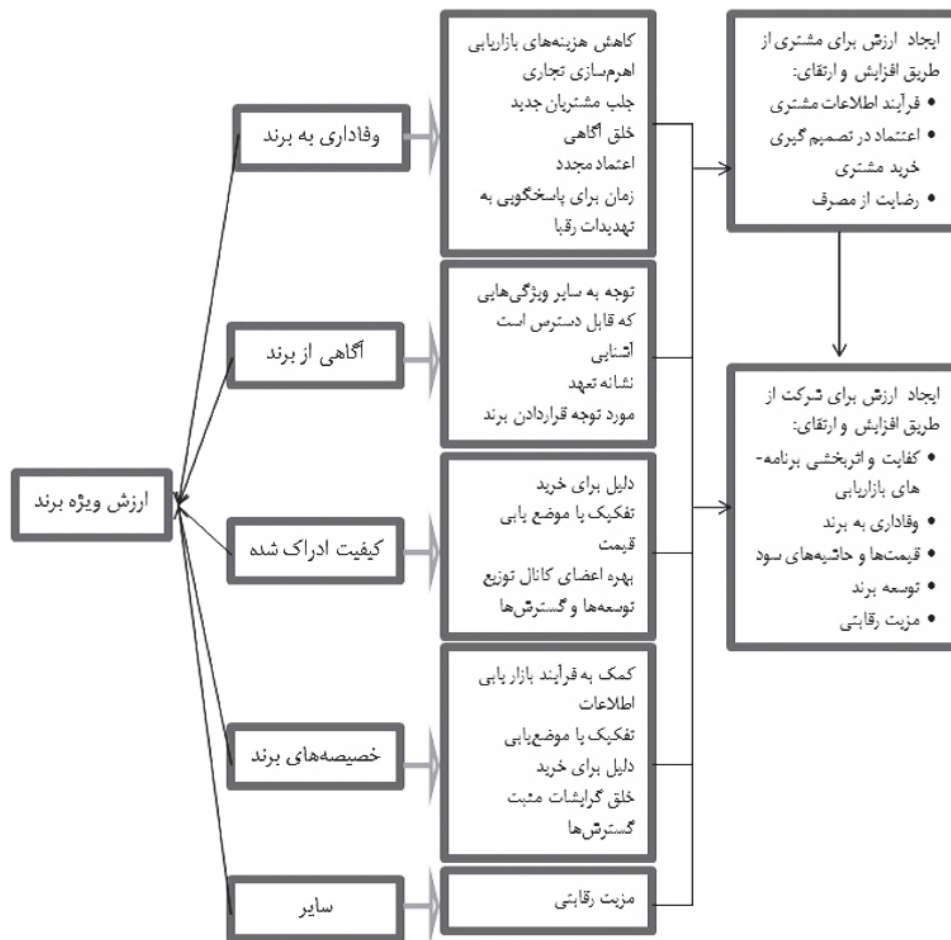 ارزش ویژه برند
وفاداری به برند
کاهش هزینه‌های بازاریابی
اهرم‌سازی تجاری
جلب مشتریان جدید
خلق آگاهی
اعتماد مجدد
زمان برای پاسخگویی به
تهدیدات رقبا
آگاهی از برند
توجه به سایر ویژگی‌هایی
که قابل دسترس است
آشنایی
نشانه تعهد
مورد توجه قراردادن برند
کیفیت ادراک شده
دلیل برای خرید
تفکیک یا موضع یابی
قیمت
بهره اعضای کانال توزیع
توسعه‌ها و گسترش‌ها
خصیصه‌های برند
کمک به فرآیند بازار یابی
اطلاعات
تفکیک یا موضع‌یابی
دلیل برای خرید
خلق گرایشات مثبت
گسترش‌ها
سایر
مزیت رقابتی
ایجاد ارزش برای مشتری از
طریق افزایش و ارتقای:
• فرآیند اطلاعات مشتری
• اعتماد در تصمیم گیری
خرید مشتری
• رضایت از مصرف
ایجاد ارزش برای شرکت از
طریق افزایش و ارتقای:
• کفایت و اثربخشی برنامه-
های بازاریابی
• وفاداری به برند
• قیمت‌ها و حاشیه‌های سود
• توسعه برند
• مزیت رقابتی